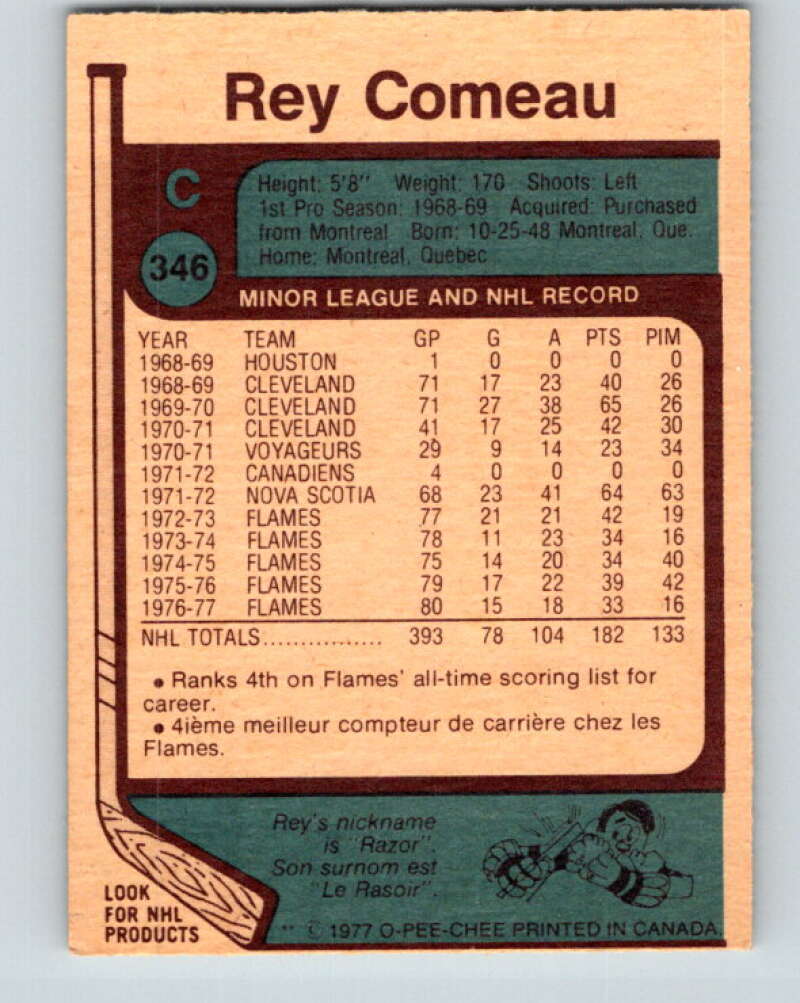 Rey Comeau
C
Height: 5'8" Weight: 170 Shoots: Left
1st Pro Season: 1968-69 Acquired: Purchased
from Montreal Born: 10-25-48 Montreal, Que.
Home: Montreal, Quebec
346
MINOR LEAGUE AND NHL RECORD
YEAR TEAM GP G A PTS PIM
1968-69 HOUSTON 1 0 0 0 0
1968-69 CLEVELAND 71 17 23 40 26
1969-70 CLEVELAND 71 27 38 65 26
1970-71 CLEVELAND 41 17 25 42 30
1970-71 VOYAGEURS 29 9 14 23 34
1971-72 CANADIENS 4 0 0 0 0
1971-72 NOVA SCOTIA 68 23 41 64 63
1972-73 FLAMES 77 21 21 42 19
1973-74 FLAMES 78 11 23 34 16
1974-75 FLAMES 75 14 20 34 40
1975-76 FLAMES 79 17 22 39 42
1976-77 FLAMES 80 15 18 33 16
NHL TOTALS................ 393 78 104 182 133
• Ranks 4th on Flames' all-time scoring list for
career.
• 4ième meilleur compteur de carrière chez les
Flames.
Rey's nickname
is "Razor".
Son surnom est
"Le Rasoir".
LOOK
FOR NHL
PRODUCTS
** © 1977 O-PEE-CHEE PRINTED IN CANADA.